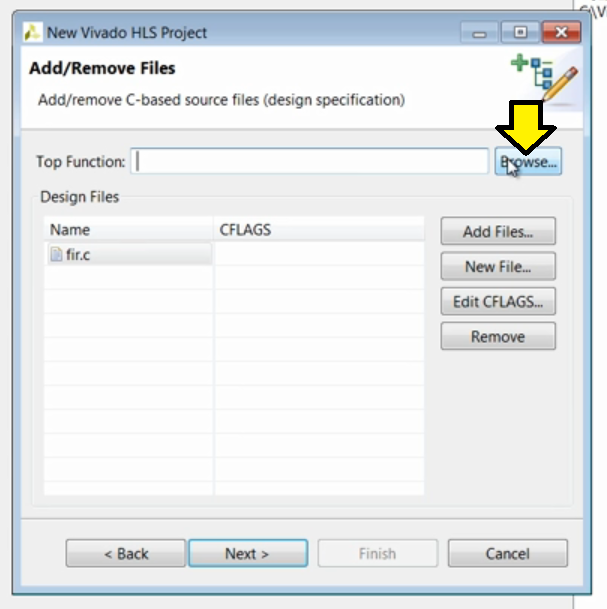 New Vivado HLS Project
Add/Remove Files
Add/remove C-based source files (design specification)
Top Function:
Browse...
Design Files
Name CFLAGS
fir.c
Add Files...
New File...
Edit CFLAGS...
Remove
< Back Next > Finish Cancel